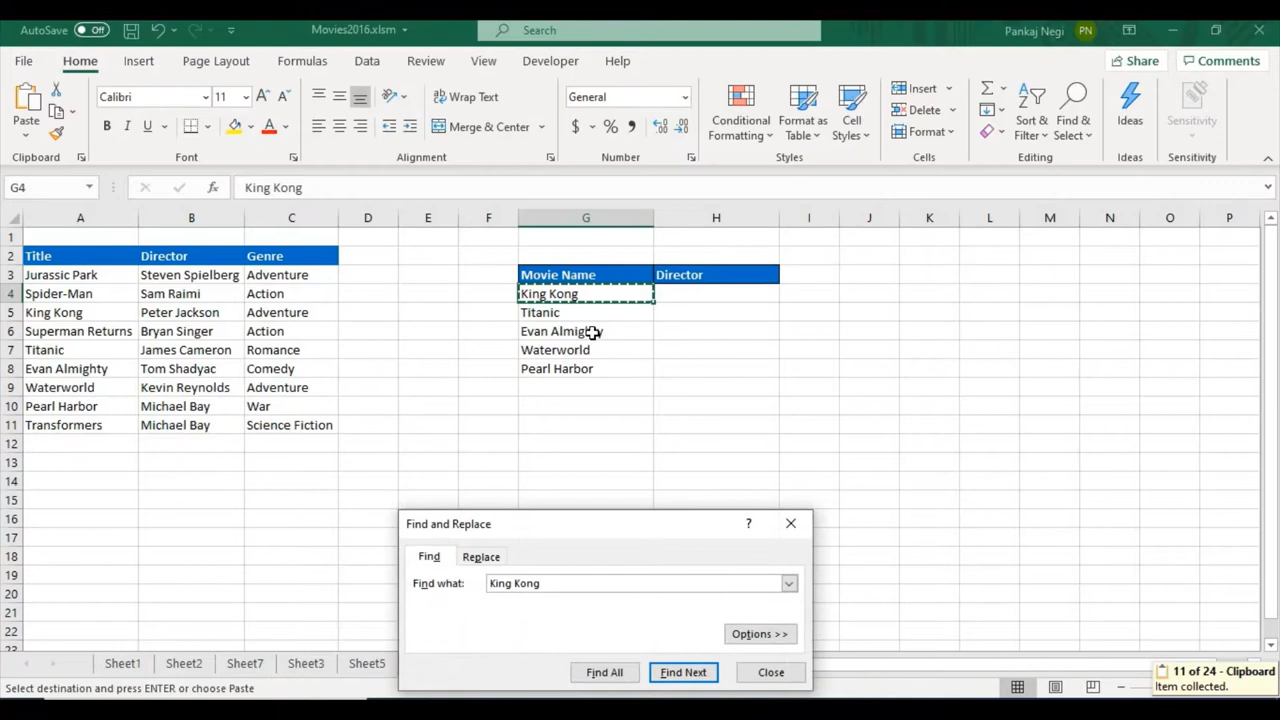 AutoSave Off Movies2016.xlsm Search Pankaj Negi PN
File Home Insert Page Layout Formulas Data Review View Developer Help Share Comments
Paste Calibri 11 A A Wrap Text General Conditional Formatting Format as Table Cell Styles Insert Sort & Filter Find & Select Ideas Sensitivity
B I U A Merge & Center $ % , Delete
Format
Clipboard Font Alignment Number Styles Cells Editing Ideas Sensitivity
G4 fx King Kong
A B C D E F G H I J K L M N O P
1
2 Title Director Genre
3 Jurassic Park Steven Spielberg Adventure Movie Name Director
4 Spider-Man Sam Raimi Action King Kong
5 King Kong Peter Jackson Adventure Titanic
6 Superman Returns Bryan Singer Action Evan Almighty
7 Titanic James Cameron Romance Waterworld
8 Evan Almighty Tom Shadyac Comedy Pearl Harbor
9 Waterworld Kevin Reynolds Adventure
10 Pearl Harbor Michael Bay War
11 Transformers Michael Bay Science Fiction
12
13
14
15
16
17
18
19
20
21
22
23
Find and Replace ?
Find Replace
Find what: King Kong
Options >>
Find All Find Next Close
Sheet1 Sheet2 Sheet7 Sheet3 Sheet5
Select destination and press ENTER or choose Paste
11 of 24 - Clipboard
Item collected.